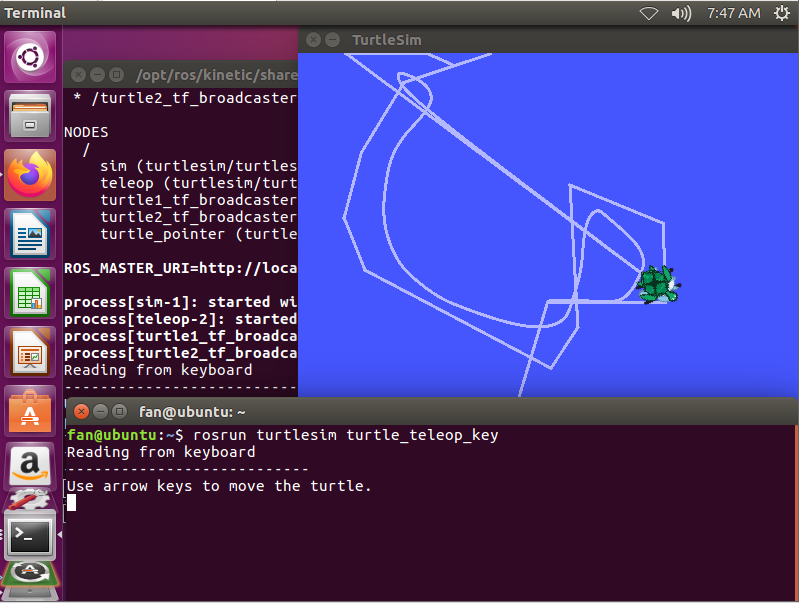 Terminal
7:47 AM
TurtleSim
/opt/ros/kinetic/share
* /turtle2_tf_broadcaster
NODES
/
sim (turtlesim/turtles
teleop (turtlesim/turt
turtle1_tf_broadcaster
turtle2_tf_broadcaster
turtle_pointer (turtle
ROS_MASTER_URI=http://loca
process[sim-1]: started wi
process[teleop-2]: started
process[turtle1_tf_broadca
process[turtle2_tf_broadca
Reading from keyboard
---------------------------
fan@ubuntu: ~
fan@ubuntu:~$ rosrun turtlesim turtle_teleop_key
Reading from keyboard
---------------------------
Use arrow keys to move the turtle.